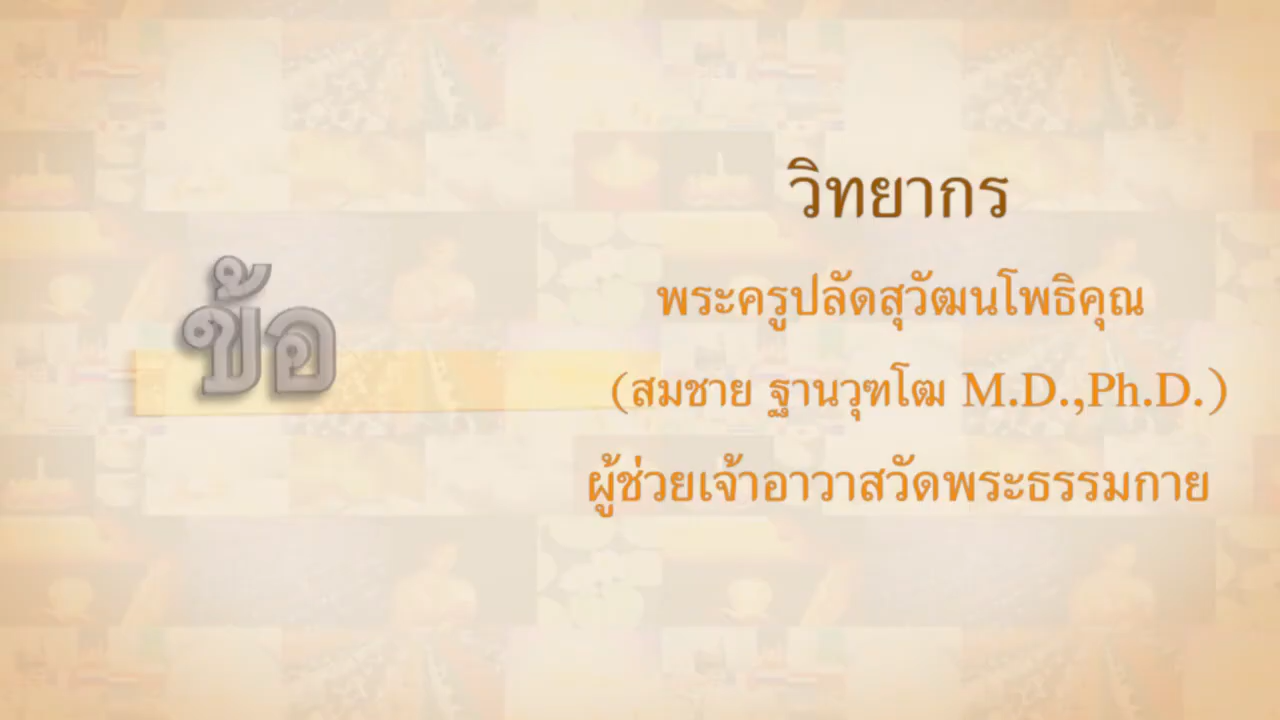 ข้อ
วิทยากร
พระครูปลัดสุวัฒนโพธิคุณ
(สมชาย ฐานวุฑโฒ M.D.,Ph.D.)
ผู้ช่วยเจ้าอาวาสวัดพระธรรมกาย